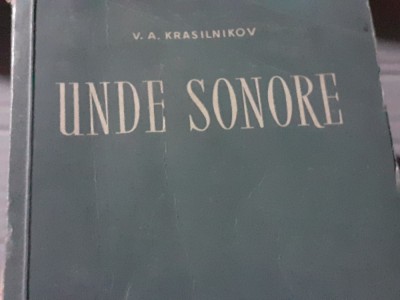 V. A. KRASILNIKOV
UNDE SONORE